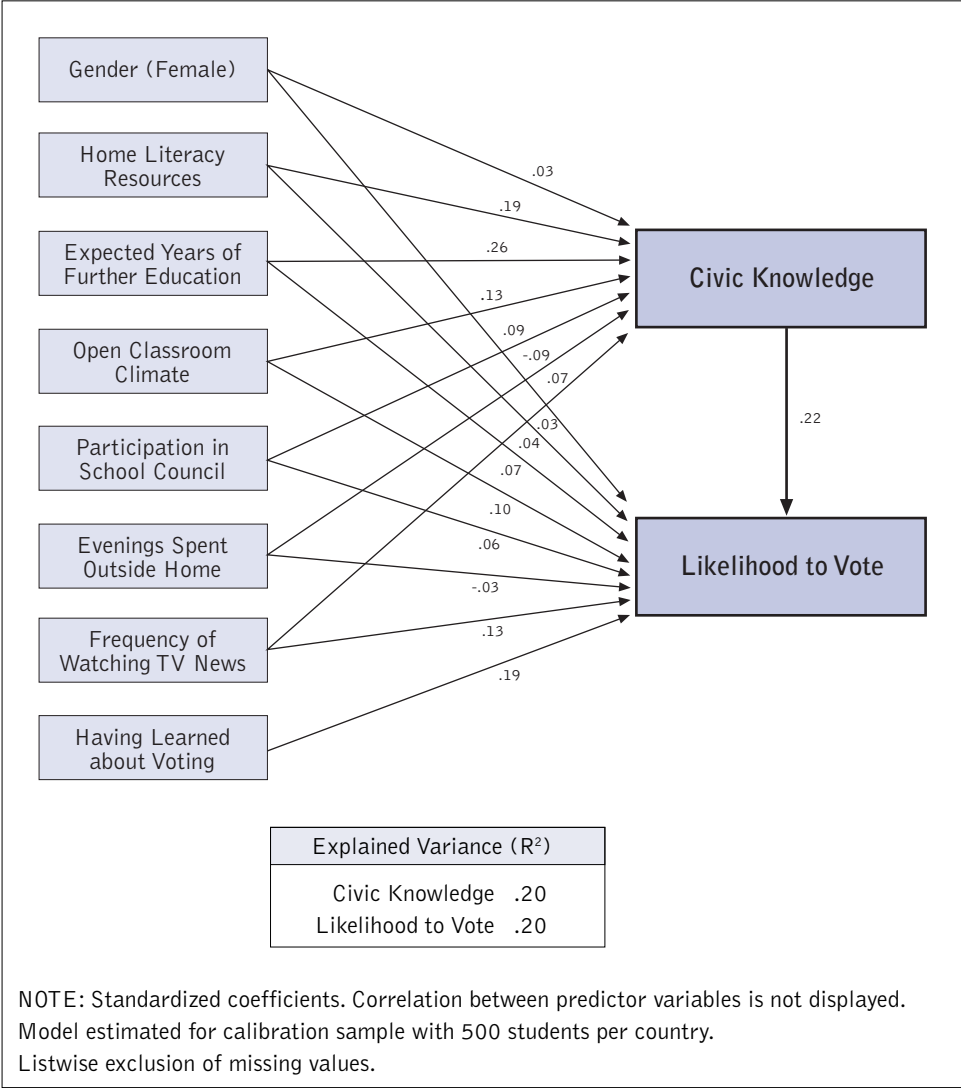 Gender (Female)
Home Literacy
Resources
Expected Years of
Further Education
Open Classroom
Climate
Participation in
School Council
Evenings Spent
Outside Home
Frequency of
Watching TV News
Having Learned
about Voting
.03
.19
.26
.13
.09
-.09
.07
.03
.04
.07
.10
.06
-.03
.13
.19
Civic Knowledge
.22
Likelihood to Vote
Explained Variance (R²)
Civic Knowledge .20
Likelihood to Vote .20
NOTE: Standardized coefficients. Correlation between predictor variables is not displayed.
Model estimated for calibration sample with 500 students per country.
Listwise exclusion of missing values.